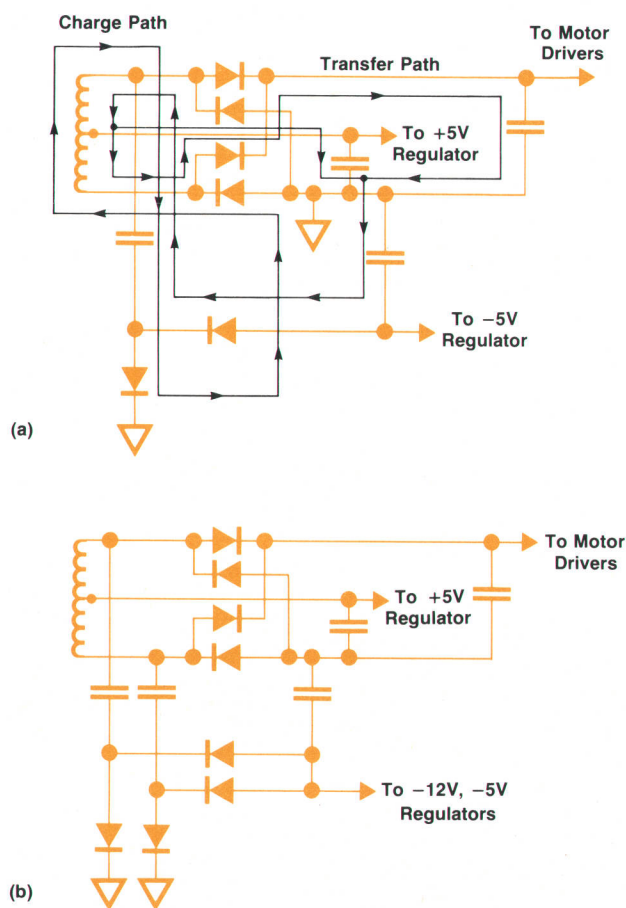 Charge Path
To Motor
Drivers
Transfer Path
To +5V
Regulator
To −5V
Regulator
(a)
To Motor
Drivers
To +5V
Regulator
To −12V, −5V
Regulators
(b)